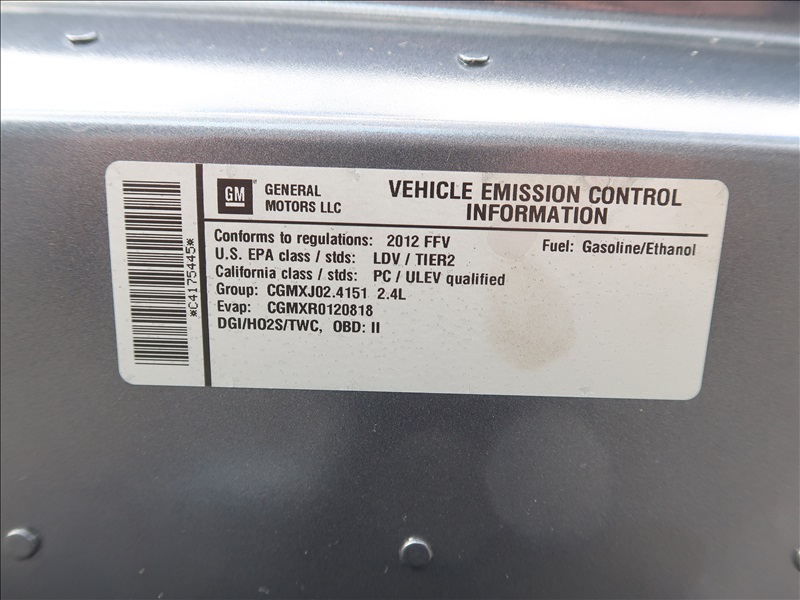 *C4175445*
GM
GENERAL
MOTORS LLC
VEHICLE EMISSION CONTROL
INFORMATION
Conforms to regulations: 2012 FFV
Fuel: Gasoline/Ethanol
U.S. EPA class / stds: LDV / TIER2
California class / stds: PC / ULEV qualified
Group: CGMXJ02.4151 2.4L
Evap: CGMXR0120818
DGI/HO2S/TWC, OBD: II